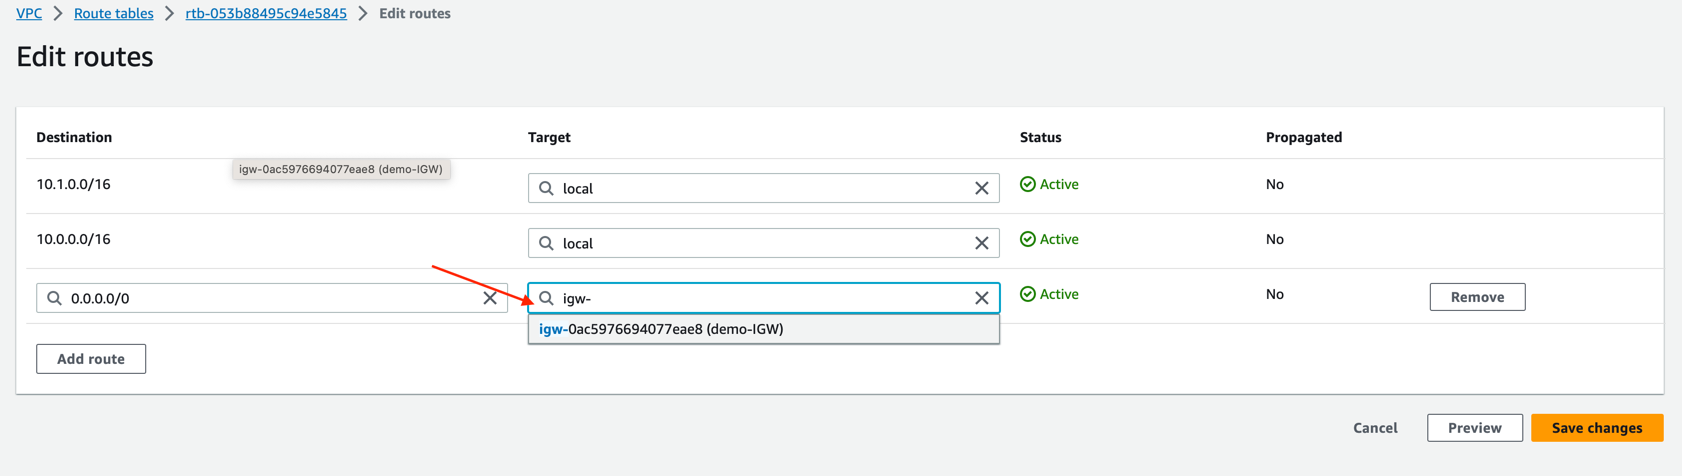 VPC > Route tables > rtb-053b88495c94e5845 > Edit routes
Edit routes
Destination Target Status Propagated
igw-0ac5976694077eae8 (demo-IGW)
10.1.0.0/16 local Active No
10.0.0.0/16 local Active No
0.0.0.0/0 igw- Active No Remove
igw-0ac5976694077eae8 (demo-IGW)
Add route
Cancel Preview Save changes